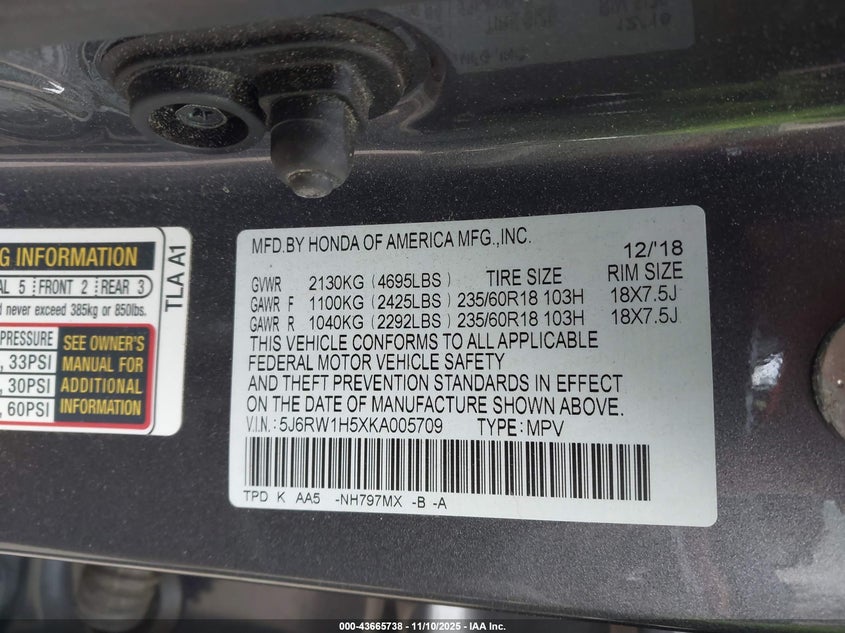 G INFORMATION
AL 5 FRONT 2 REAR 3
d never exceed 385kg or 850lbs.
PRESSURE
, 33PSI
, 30PSI
, 60PSI
SEE OWNER'S
MANUAL FOR
ADDITIONAL
INFORMATION
TLA A1
MFD.BY HONDA OF AMERICA MFG.,INC. 12/'18
GVWR 2130KG (4695LBS) TIRE SIZE RIM SIZE
GAWR F 1100KG (2425LBS) 235/60R18 103H 18X7.5J
GAWR R 1040KG (2292LBS) 235/60R18 103H 18X7.5J
THIS VEHICLE CONFORMS TO ALL APPLICABLE
FEDERAL MOTOR VEHICLE SAFETY
AND THEFT PREVENTION STANDARDS IN EFFECT
ON THE DATE OF MANUFACTURE SHOWN ABOVE.
V.I.N.: 5J6RW1H5XKA005709 TYPE: MPV
TPD K AA5 -NH797MX -B -A
000-43665738 - 11/10/2025 - IAA Inc.